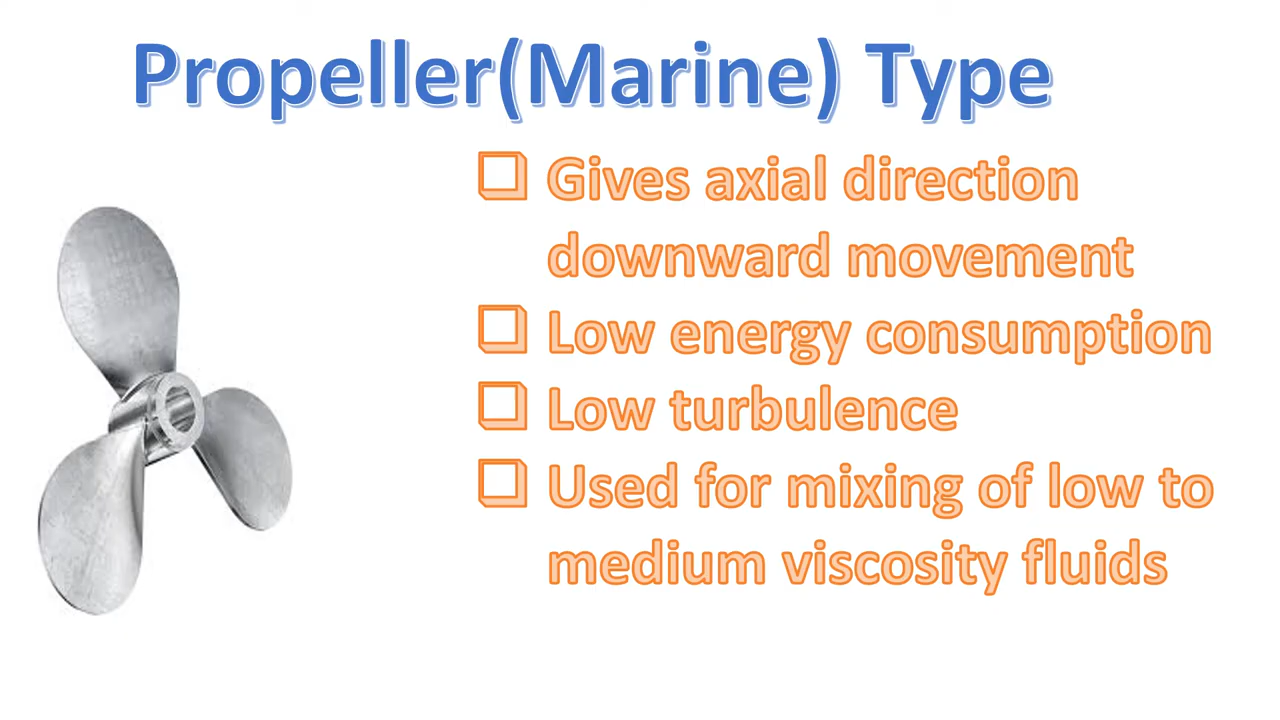 Propeller(Marine) Type
Gives axial direction
downward movement
Low energy consumption
Low turbulence
Used for mixing of low to
medium viscosity fluids